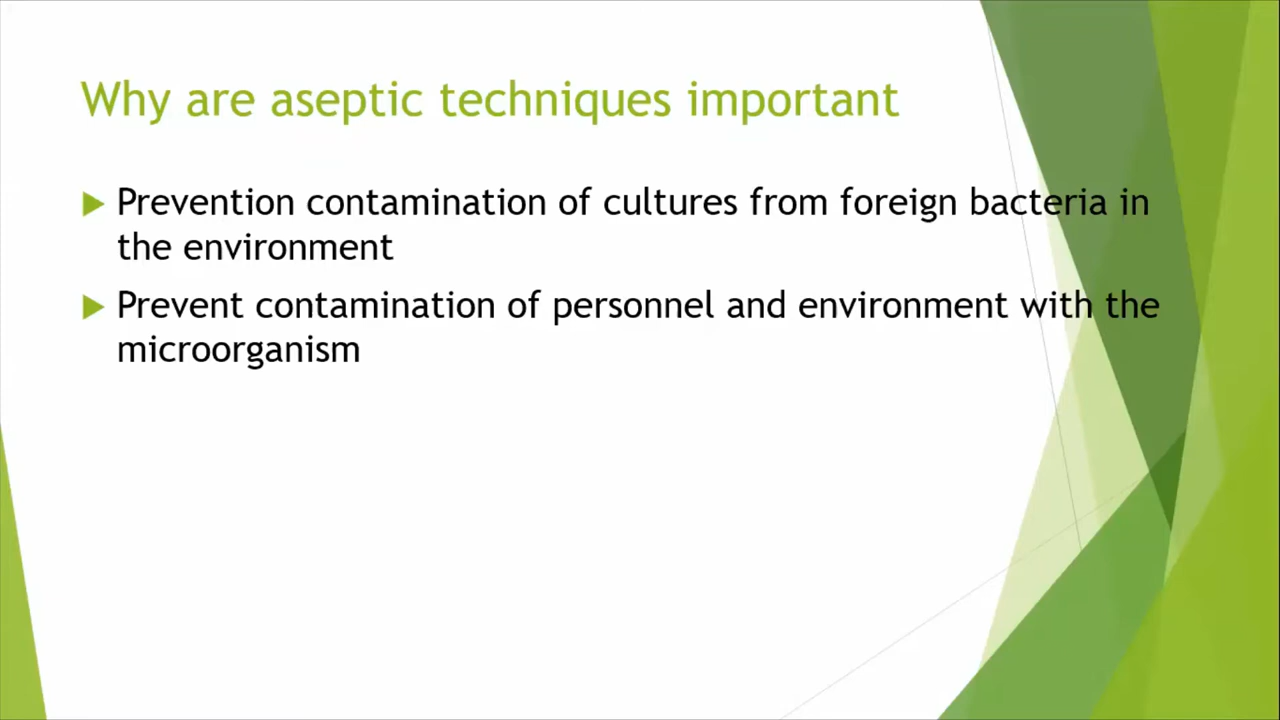 Why are aseptic techniques important
Prevention contamination of cultures from foreign bacteria in
the environment
Prevent contamination of personnel and environment with the
microorganism